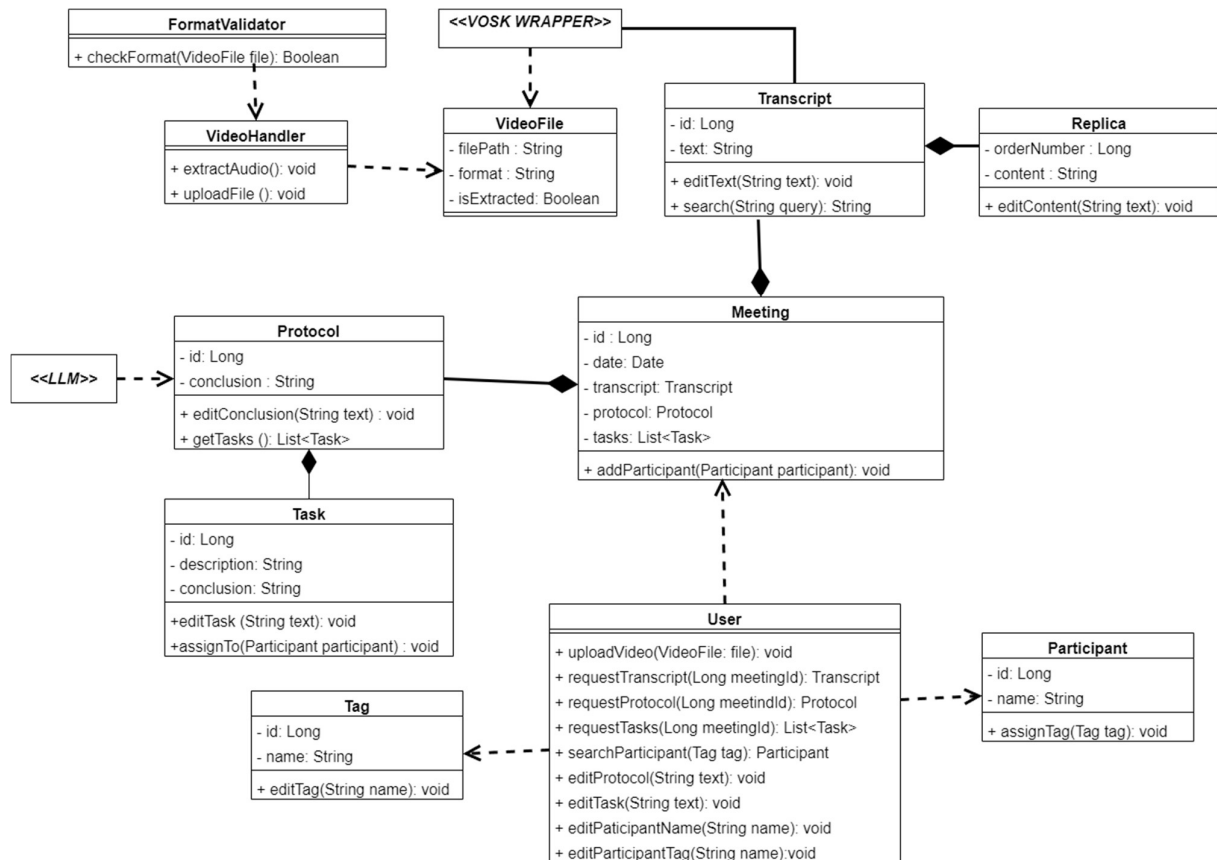 FormatValidator
+ checkFormat(VideoFile file): Boolean
<<VOSK WRAPPER>>
VideoHandler
+ extractAudio(): void
+ uploadFile (): void
VideoFile
- filePath : String
- format : String
- isExtracted: Boolean
Transcript
- id: Long
- text: String
+ editText(String text): void
+ search(String query): String
Replica
- orderNumber : Long
- content : String
+ editContent(String text): void
<<LLM>>
Protocol
- id: Long
- conclusion : String
+ editConclusion(String text) : void
+ getTasks (): List<Task>
Meeting
- id : Long
- date: Date
- transcript: Transcript
- protocol: Protocol
- tasks: List<Task>
+ addParticipant(Participant participant): void
Task
- id: Long
- description: String
- conclusion: String
+editTask (String text): void
+assignTo(Participant participant) : void
Tag
- id: Long
- name: String
+ editTag(String name): void
User
+ uploadVideo(VideoFile: file): void
+ requestTranscript(Long meetingId): Transcript
+ requestProtocol(Long meetindId): Protocol
+ requestTasks(Long meetingId): List<Task>
+ searchParticipant(Tag tag): Participant
+ editProtocol(String text): void
+ editTask(String text): void
+ editPaticipantName(String name): void
+ editParticipantTag(String name):void
Participant
- id: Long
- name: String
+ assignTag(Tag tag): void